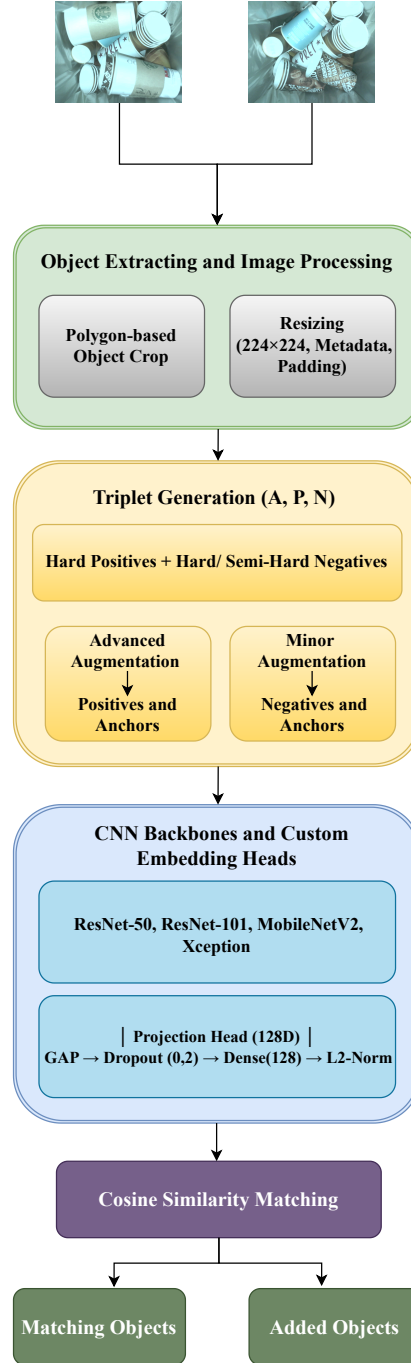 Object Extracting and Image Processing
Polygon-based
Object Crop
Resizing
(224×224, Metadata,
Padding)
Triplet Generation (A, P, N)
Hard Positives + Hard/ Semi-Hard Negatives
Advanced
Augmentation
Positives and
Anchors
Minor
Augmentation
Negatives and
Anchors
CNN Backbones and Custom
Embedding Heads
ResNet-50, ResNet-101, MobileNetV2,
Xception
| Projection Head (128D) |
GAP → Dropout (0,2) → Dense(128) → L2-Norm
Cosine Similarity Matching
Matching Objects
Added Objects